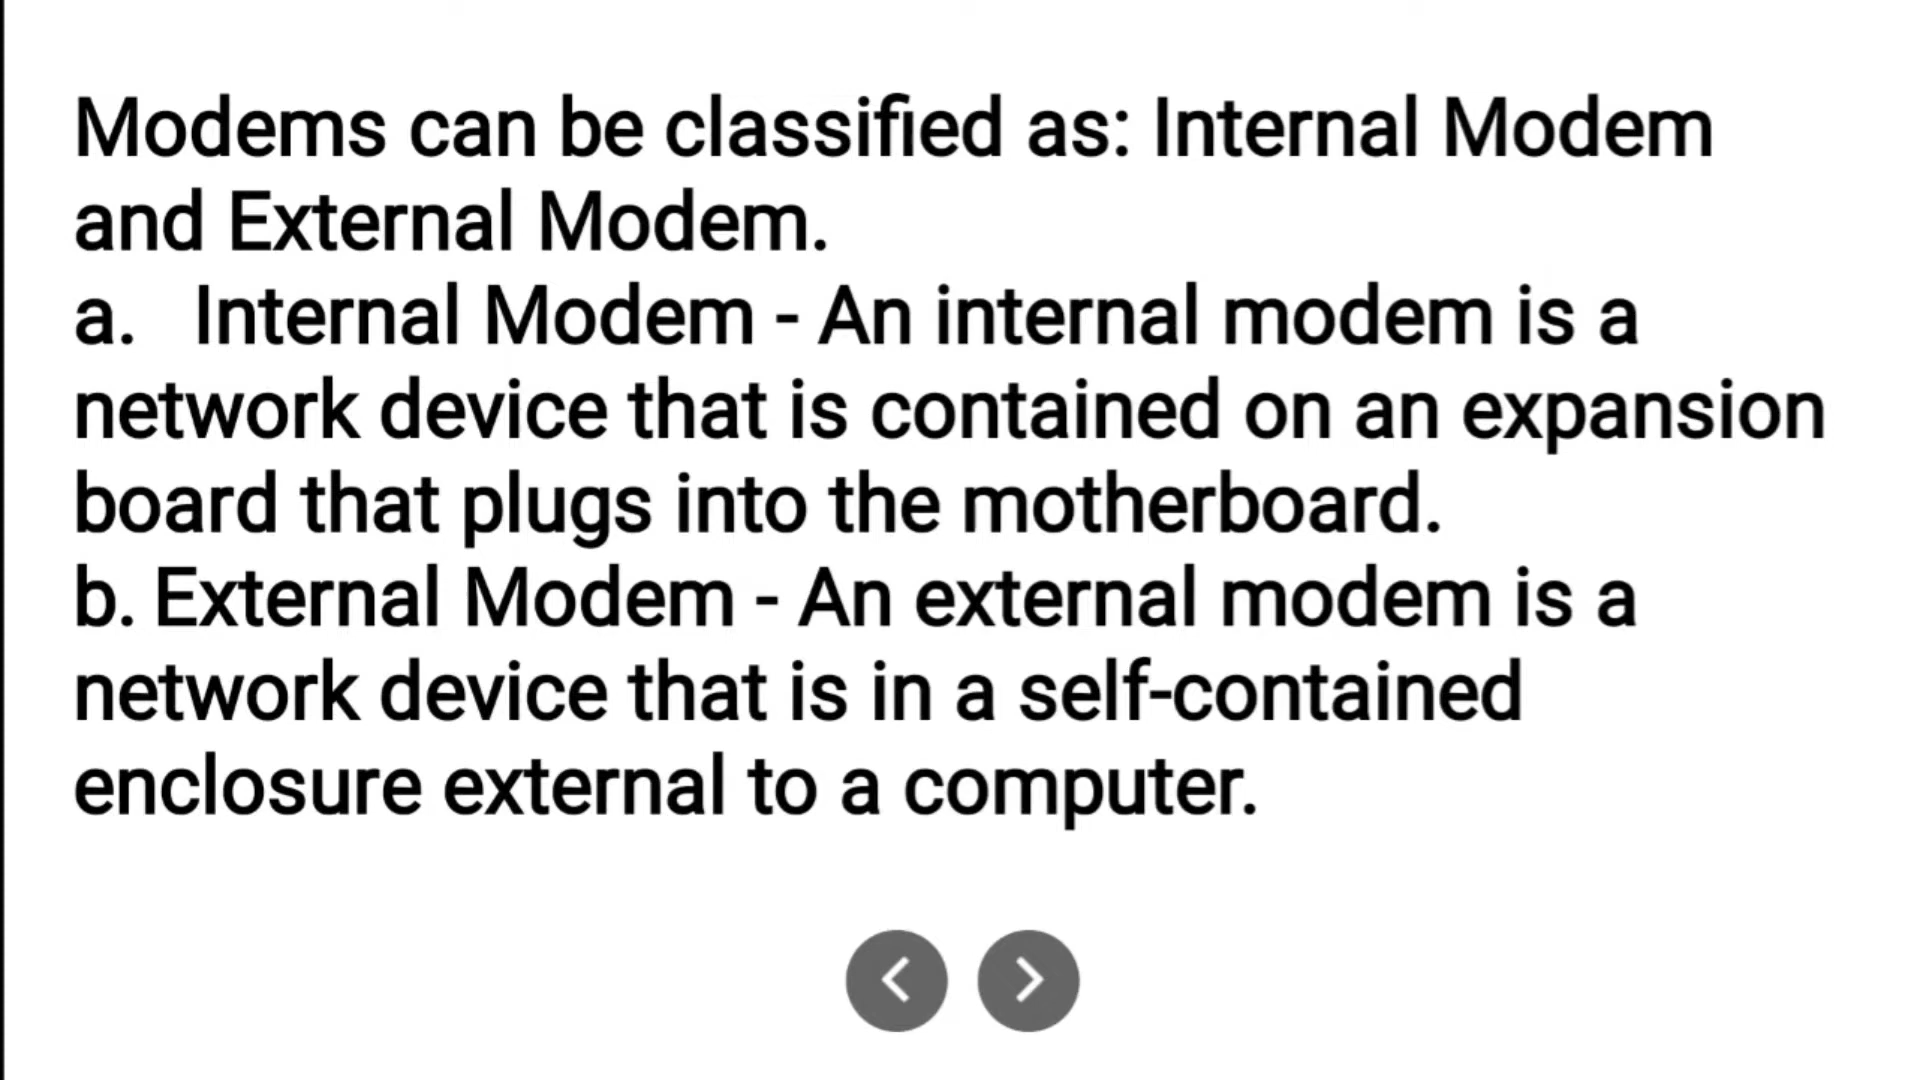 Modems can be classified as: Internal Modem
and External Modem.
a. Internal Modem - An internal modem is a
network device that is contained on an expansion
board that plugs into the motherboard.
b. External Modem - An external modem is a
network device that is in a self-contained
enclosure external to a computer.